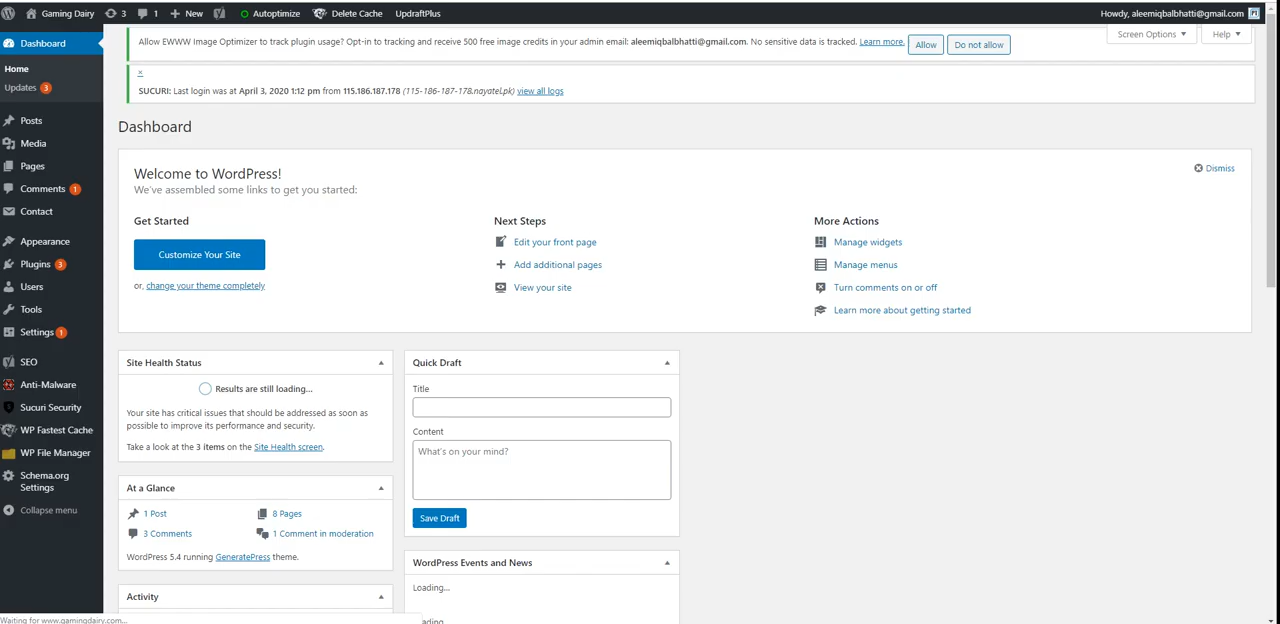 Gaming Dairy 3 1 New Autoptimize Delete Cache UpdraftPlus Howdy, aleemiqbalbhatti@gmail.com
Dashboard
Home
Updates 3
Posts
Media
Pages
Comments 1
Contact
Appearance
Plugins 3
Users
Tools
Settings 1
SEO
Anti-Malware
Sucuri Security
WP Fastest Cache
WP File Manager
Schema.org
Settings
Collapse menu
Allow EWWW Image Optimizer to track plugin usage? Opt-in to tracking and receive 500 free image credits in your admin email: aleemiqbalbhatti@gmail.com. No sensitive data is tracked. Learn more. Allow Do not allow
Screen Options Help
×
SUCURI: Last login was at April 3, 2020 1:12 pm from 115.186.187.178 (115-186-187-178.nayatel.pk) view all logs
Dashboard
Welcome to WordPress!
Dismiss
We've assembled some links to get you started:
Get Started
Customize Your Site
or, change your theme completely
Next Steps
Edit your front page
Add additional pages
View your site
More Actions
Manage widgets
Manage menus
Turn comments on or off
Learn more about getting started
Site Health Status
Results are still loading...
Your site has critical issues that should be addressed as soon as
possible to improve its performance and security.
Take a look at the 3 items on the Site Health screen.
At a Glance
1 Post 8 Pages
3 Comments 1 Comment in moderation
WordPress 5.4 running GeneratePress theme.
Activity
Quick Draft
Title
Content
What's on your mind?
Save Draft
WordPress Events and News
Loading...
Waiting for www.gamingdairy.com...